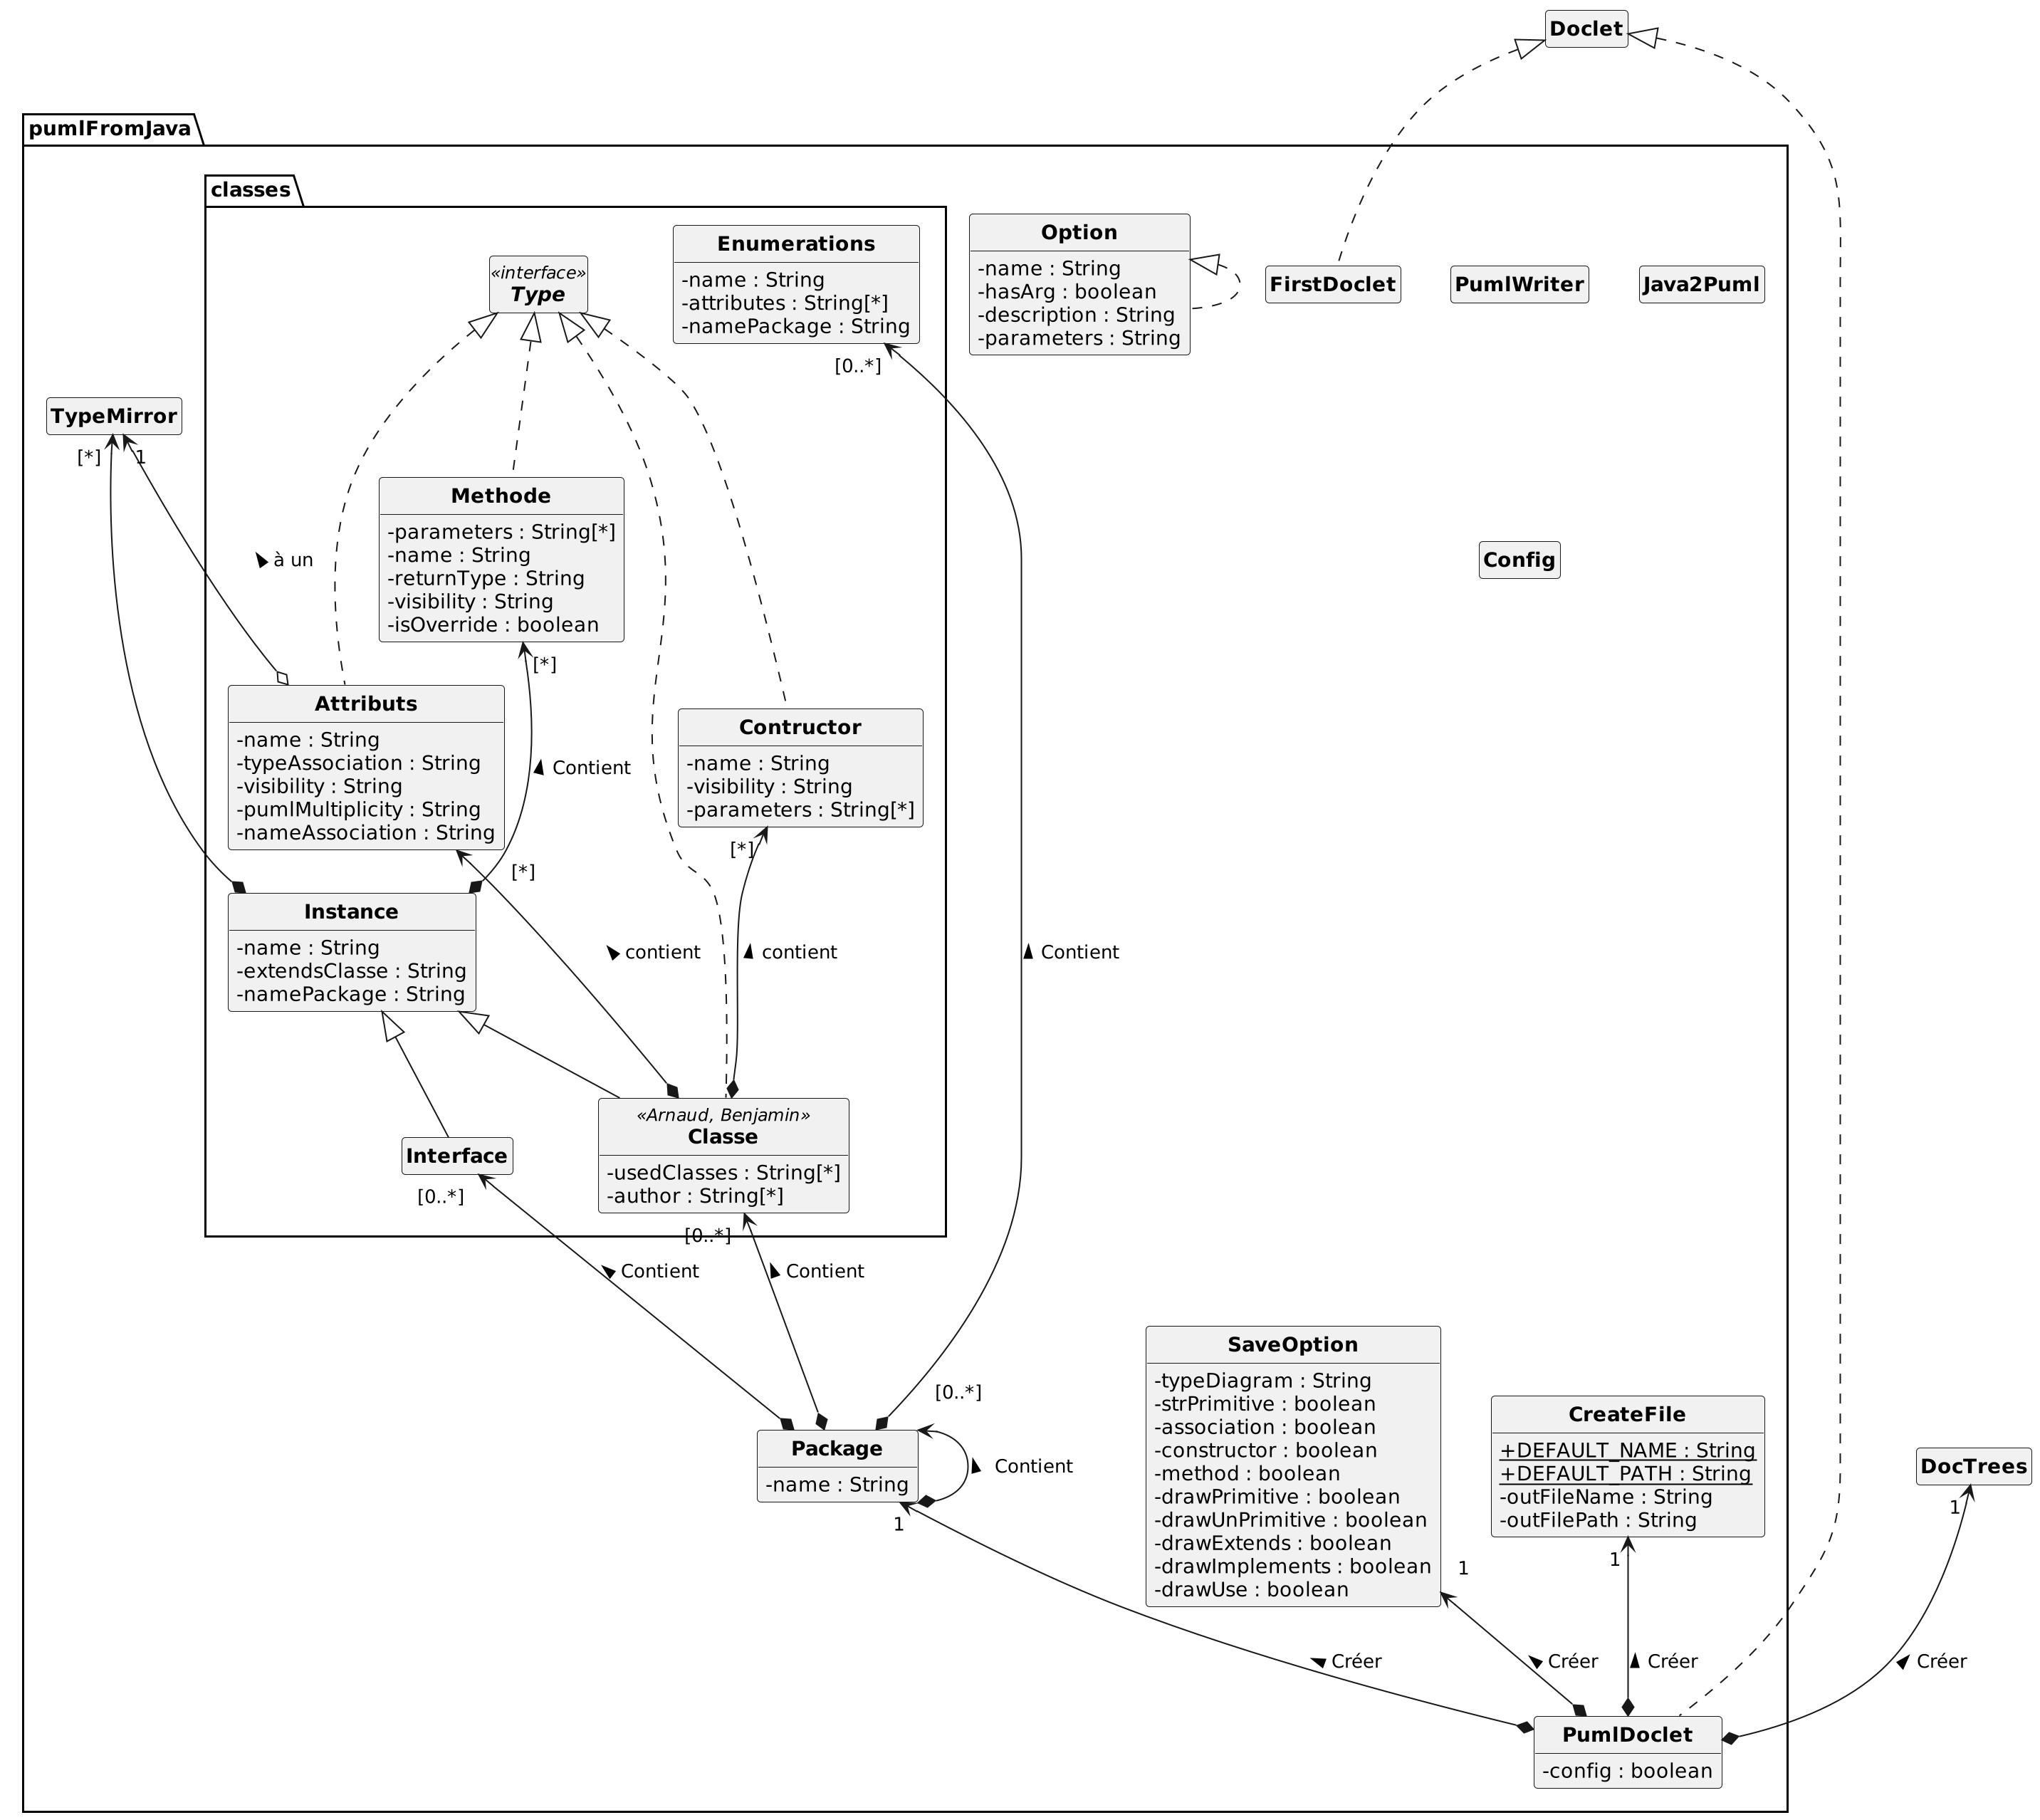 Doclet
pumlFromJava
classes
«interface»
Type
Enumerations
-name : String
-attributes : String[*]
-namePackage : String
Option
-name : String
-hasArg : boolean
-description : String
-parameters : String
FirstDoclet
PumlWriter
Java2Puml
[0..*]
TypeMirror
[*]
1
Methode
-parameters : String[*]
-name : String
-returnType : String
-visibility : String
-isOverride : boolean
à un
Config
[*]
Attributs
-name : String
-typeAssociation : String
-visibility : String
-pumlMultiplicity : String
-nameAssociation : String
Contient
Contructor
-name : String
-visibility : String
-parameters : String[*]
[*]
[*]
Instance
-name : String
-extendsClasse : String
-namePackage : String
contient
contient
Contient
Interface
«Arnaud, Benjamin»
Classe
-usedClasses : String[*]
-author : String[*]
[0..*]
[0..*]
Contient
Contient
SaveOption
-typeDiagram : String
-strPrimitive : boolean
-association : boolean
-constructor : boolean
-method : boolean
-drawPrimitive : boolean
-drawUnPrimitive : boolean
-drawExtends : boolean
-drawImplements : boolean
-drawUse : boolean
[0..*]
CreateFile
+DEFAULT_NAME : String
+DEFAULT_PATH : String
-outFileName : String
-outFilePath : String
Package
-name : String
Contient
DocTrees
1
1
1
1
Créer
Créer
Créer
Créer
PumlDoclet
-config : boolean